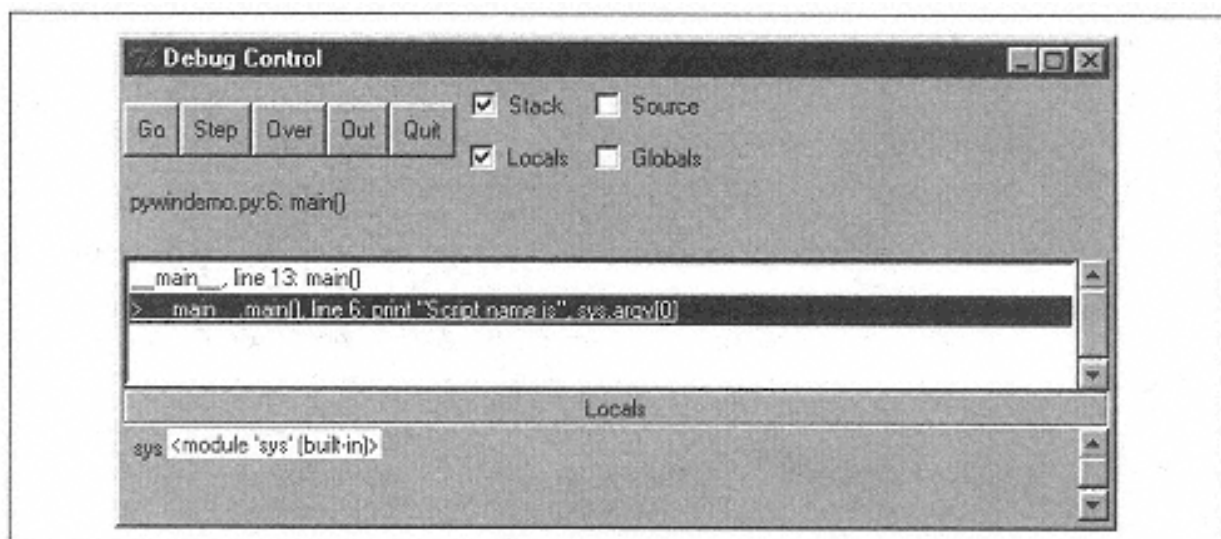 Debug Control
Go Step Over Out Quit
Stack Source
Locals Globals
pywindemo.py:6: main()
__main__, line 13: main()
> __main__.main(), line 6: print "Script name is", sys.argv[0]
Locals
sys <module 'sys' (built-in)>